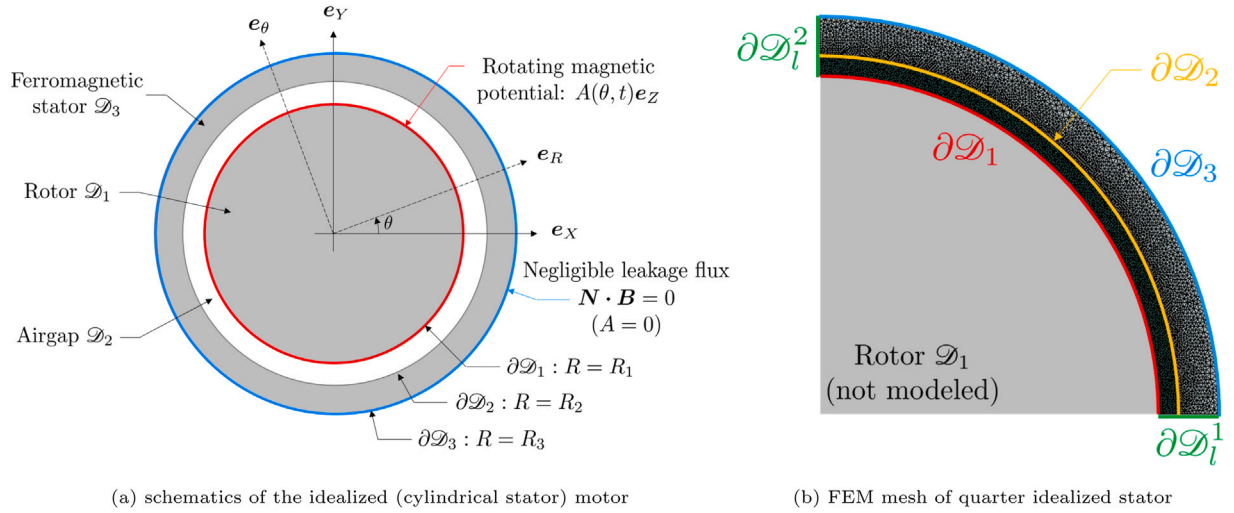 e_θ
e_Y
Ferromagnetic
stator 𝒟_3
Rotating magnetic
potential: A(θ, t)e_Z
e_R
Rotor 𝒟_1
θ
e_X
Negligible leakage flux
N · B = 0
(A = 0)
Airgap 𝒟_2
∂𝒟_1 : R = R_1
∂𝒟_2 : R = R_2
∂𝒟_3 : R = R_3
(a) schematics of the idealized (cylindrical stator) motor
∂𝒟_l^2
∂𝒟_2
∂𝒟_1
∂𝒟_3
Rotor 𝒟_1
(not modeled)
∂𝒟_l^1
(b) FEM mesh of quarter idealized stator